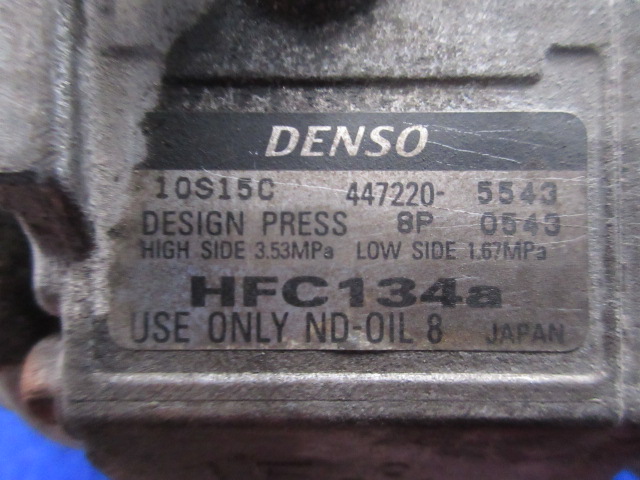 DENSO
10S15C 447220- 5543
DESIGN PRESS 8P 0543
HIGH SIDE 3.53MPa LOW SIDE 1.67MPa
HFC134a
USE ONLY ND-OIL 8 JAPAN